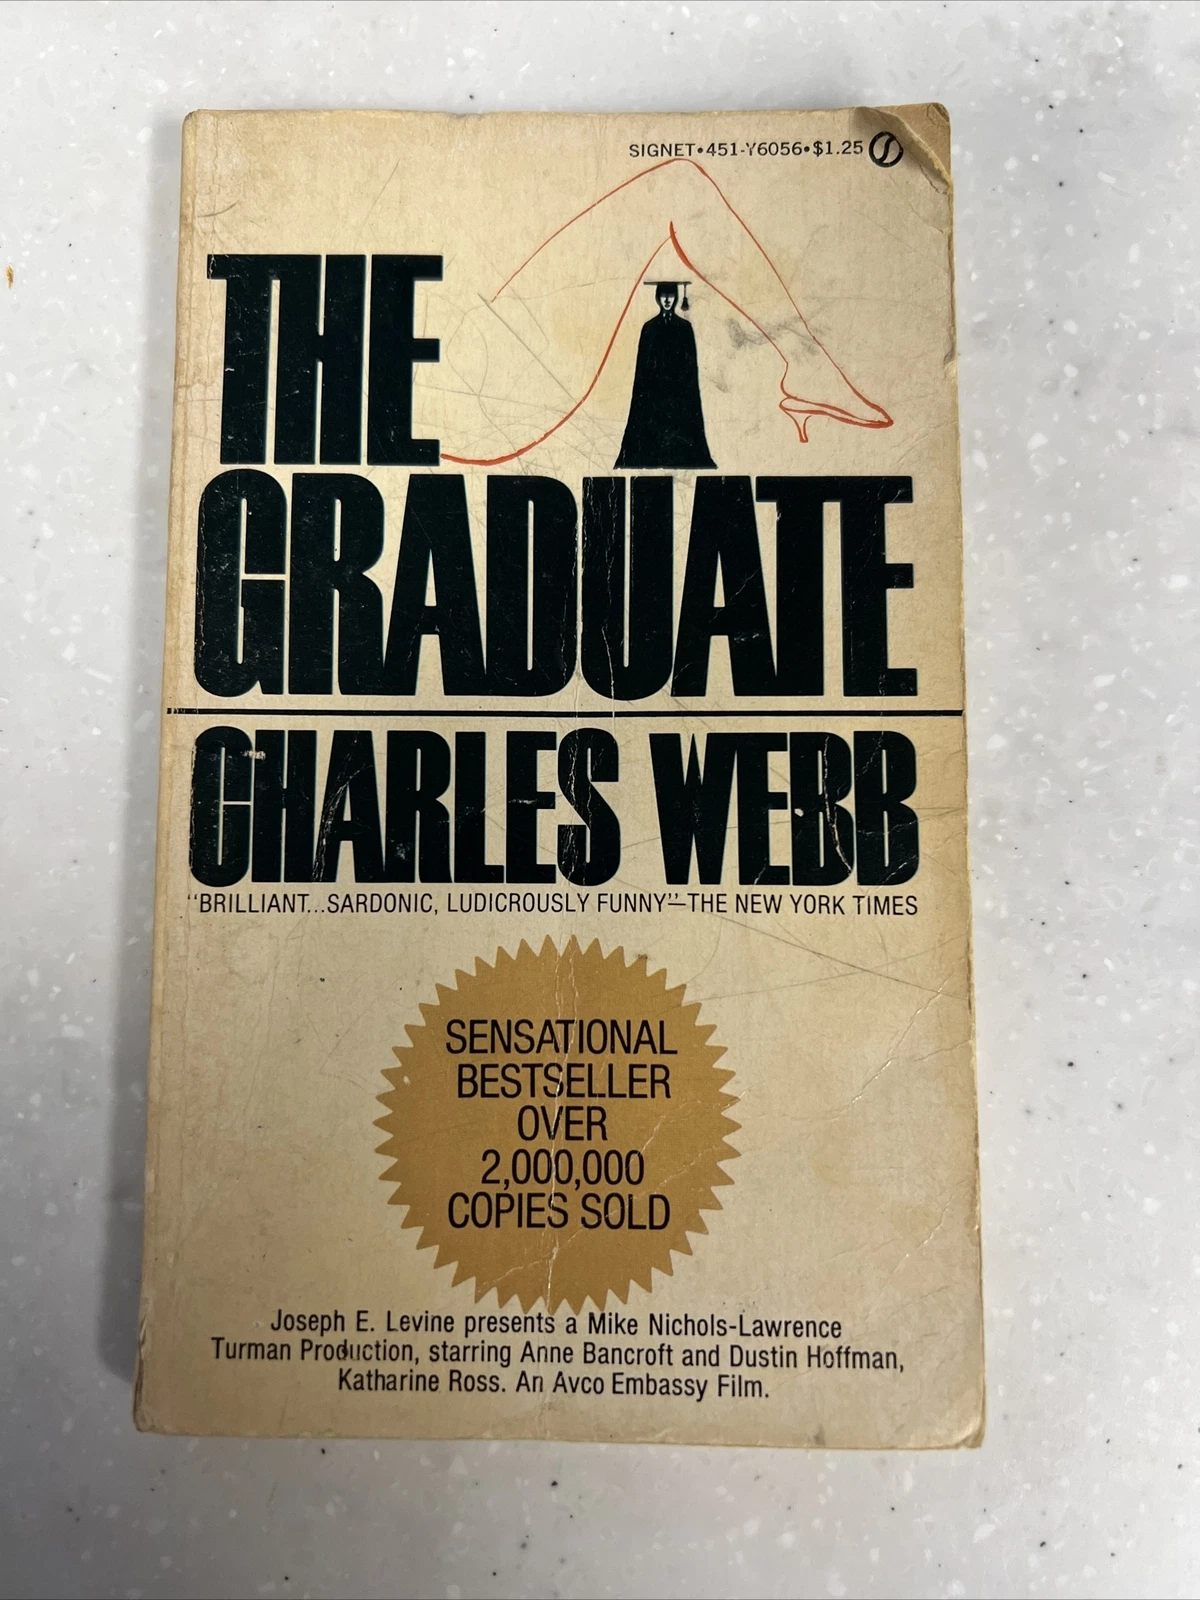 SIGNET•451-Y6056•$1.25
THE
GRADUATE
CHARLES WEBB
"BRILLIANT...SARDONIC, LUDICROUSLY FUNNY"—THE NEW YORK TIMES
SENSATIONAL
BESTSELLER
OVER
2,000,000
COPIES SOLD
Joseph E. Levine presents a Mike Nichols-Lawrence
Turman Production, starring Anne Bancroft and Dustin Hoffman,
Katharine Ross. An Avco Embassy Film.